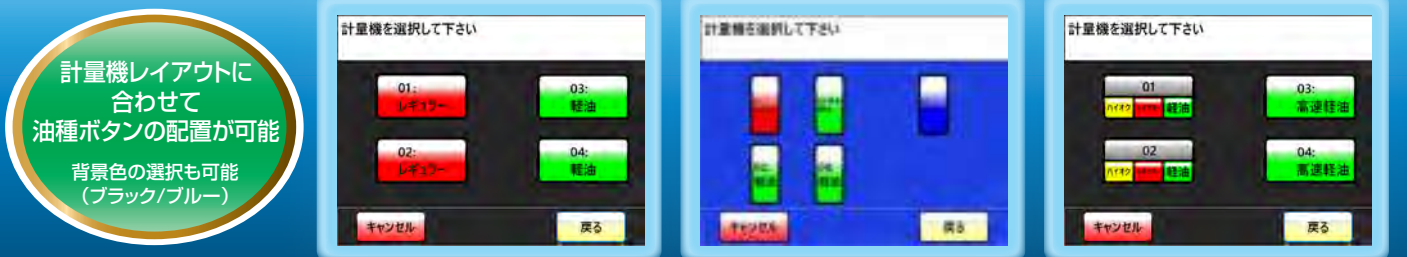 計量機レイアウトに
合わせて
油種ボタンの配置が可能
背景色の選択も可能
(ブラック/ブルー)
計量機を選択して下さい
01:
レギュラー
03:
軽油
02:
レギュラー
04:
軽油
キャンセル
戻る
計量機を選択して下さい
キャンセル
戻る
計量機を選択して下さい
01
ハイオク
軽油
03:
高速軽油
02
ハイオク
軽油
04:
高速軽油
キャンセル
戻る